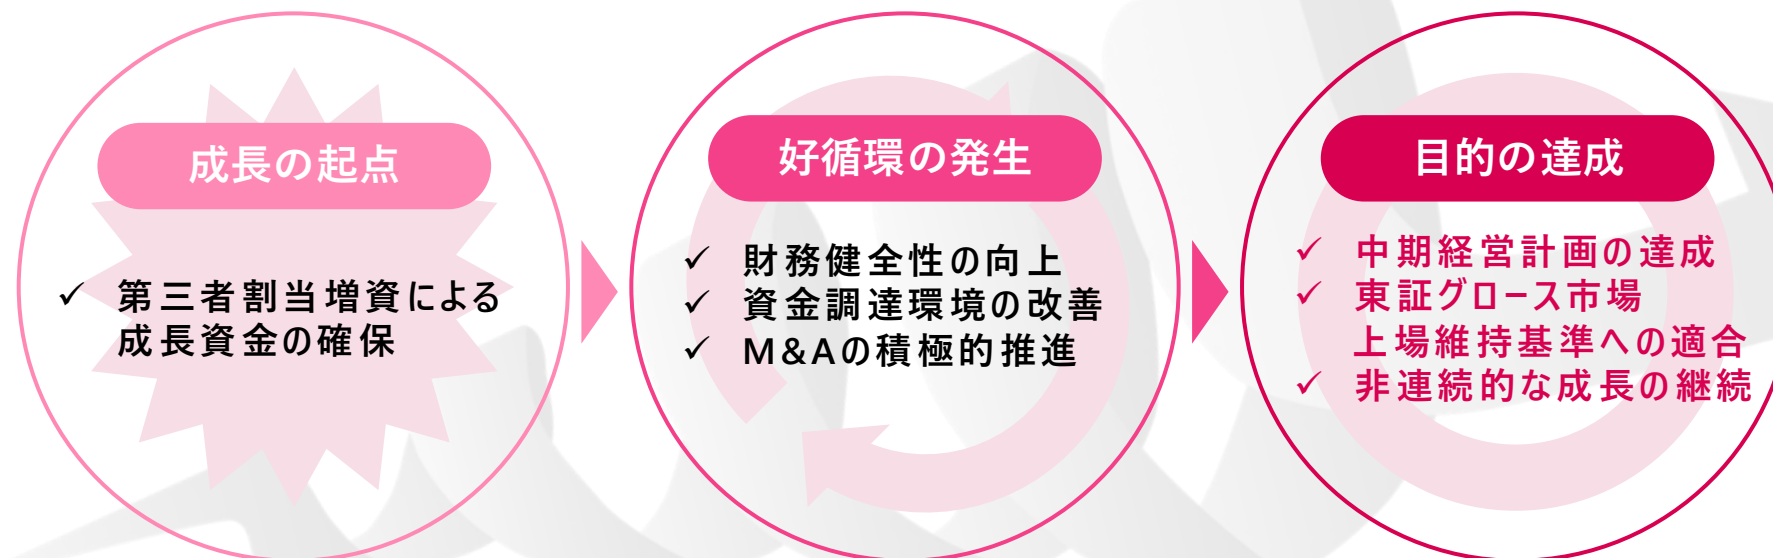 成長の起点
✓ 第三者割当増資による
成長資金の確保
好循環の発生
✓ 財務健全性の向上
✓ 資金調達環境の改善
✓ M&Aの積極的推進
目的の達成
✓ 中期経営計画の達成
✓ 東証グロース市場
上場維持基準への適合
✓ 非連続的な成長の継続